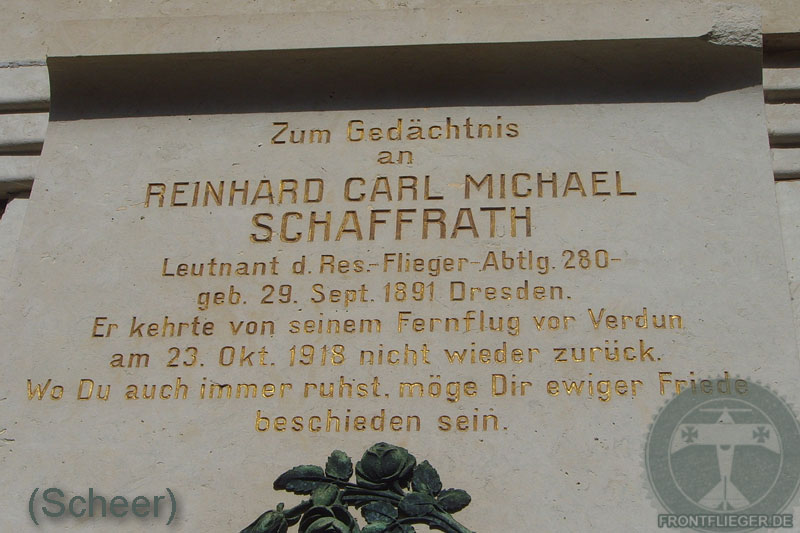 Zum Gedächtnis
an
REINHARD CARL MICHAEL
SCHAFFRATH
Leutnant d. Res.-Flieger-Abtlg. 280-
geb. 29. Sept. 1891 Dresden.
Er kehrte von seinem Fernflug vor Verdun
am 23. Okt. 1918 nicht wieder zurück.
Wo Du auch immer ruhst, möge Dir ewiger Friede
beschieden sein.
(Scheer)
FRONTFLIEGER.DE